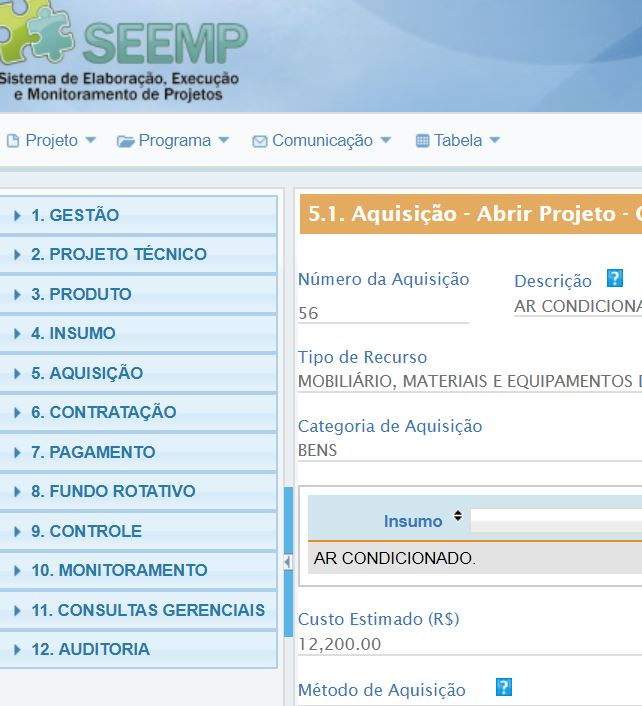 SEEMP
Sistema de Elaboração, Execução
e Monitoramento de Projetos
Projeto
Programa
Comunicação
Tabela
1. GESTÃO
2. PROJETO TÉCNICO
3. PRODUTO
4. INSUMO
5. AQUISIÇÃO
6. CONTRATAÇÃO
7. PAGAMENTO
8. FUNDO ROTATIVO
9. CONTROLE
10. MONITORAMENTO
11. CONSULTAS GERENCIAIS
12. AUDITORIA
5.1. Aquisição - Abrir Projeto -
Número da Aquisição
56
Descrição ?
AR CONDICIONA
Tipo de Recurso
MOBILIÁRIO, MATERIAIS E EQUIPAMENTOS
Categoria de Aquisição
BENS
Insumo
AR CONDICIONADO.
Custo Estimado (R$)
12,200.00
Método de Aquisição ?